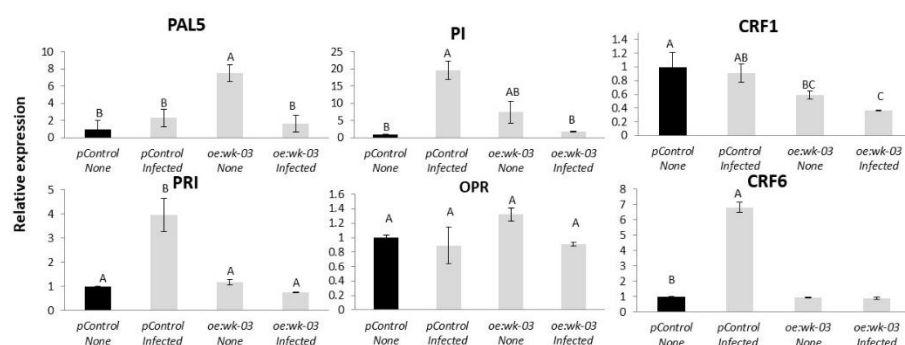 PAL5
PI
CRF1
Relative expression
10
8
6
4
2
0
B
B
A
B
pControl None
pControl Infected
oe:wk-03 None
oe:wk-03 Infected
25
20
15
10
5
0
B
A
AB
B
pControl None
pControl Infected
oe:wk-03 None
oe:wk-03 Infected
1.4
1.2
1
0.8
0.6
0.4
0.2
0
A
AB
BC
C
pControl None
pControl Infected
oe:wk-03 None
oe:wk-03 Infected
PRI
OPR
CRF6
5
4
3
2
1
0
A
B
A
A
pControl None
pControl Infected
oe:wk-03 None
oe:wk-03 Infected
1.6
1.4
1.2
1
0.8
0.6
0.4
0.2
0
A
A
A
A
pControl None
pControl Infected
oe:wk-03 None
oe:wk-03 Infected
8
7
6
5
4
3
2
1
0
B
A
pControl None
pControl Infected
oe:wk-03 None
oe:wk-03 Infected